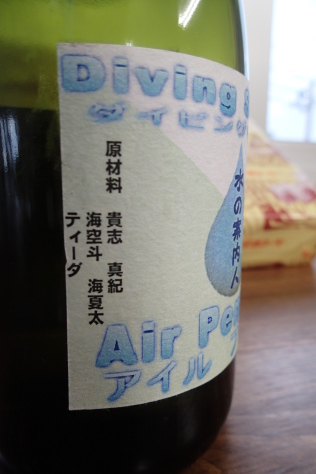 Diving
ダイビング
水の案内人
原材料 貴志 真紀
海空斗 海夏太
ティーダ
Air
アイル